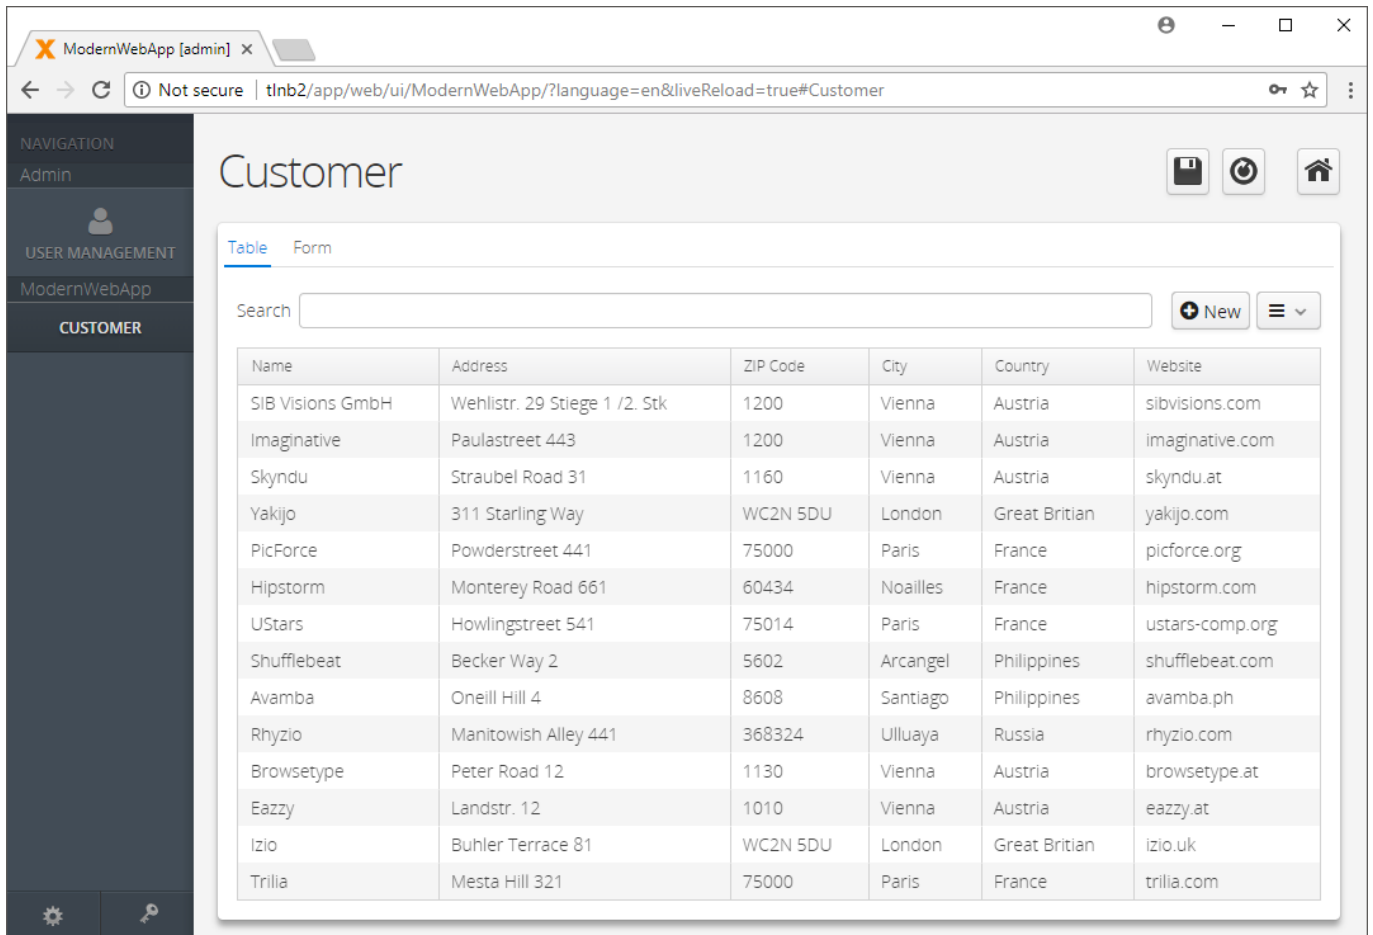 ModernWebApp [admin]
Not secure tlnb2/app/web/ui/ModernWebApp/?language=en&liveReload=true#Customer
NAVIGATION
Admin
USER MANAGEMENT
ModernWebApp
CUSTOMER
Customer
Table Form
Search New
Name Address ZIP Code City Country Website
SIB Visions GmbH Wehlistr. 29 Stiege 1 /2. Stk 1200 Vienna Austria sibvisions.com
Imaginative Paulastreet 443 1200 Vienna Austria imaginative.com
Skyndu Straubel Road 31 1160 Vienna Austria skyndu.at
Yakijo 311 Starling Way WC2N 5DU London Great Britian yakijo.com
PicForce Powderstreet 441 75000 Paris France picforce.org
Hipstorm Monterey Road 661 60434 Noailles France hipstorm.com
UStars Howlingstreet 541 75014 Paris France ustars-comp.org
Shufflebeat Becker Way 2 5602 Arcangel Philippines shufflebeat.com
Avamba Oneill Hill 4 8608 Santiago Philippines avamba.ph
Rhyzio Manitowish Alley 441 368324 Ulluaya Russia rhyzio.com
Browsetype Peter Road 12 1130 Vienna Austria browsetype.at
Eazzy Landstr. 12 1010 Vienna Austria eazzy.at
Izio Buhler Terrace 81 WC2N 5DU London Great Britian izio.uk
Trilia Mesta Hill 321 75000 Paris France trilia.com